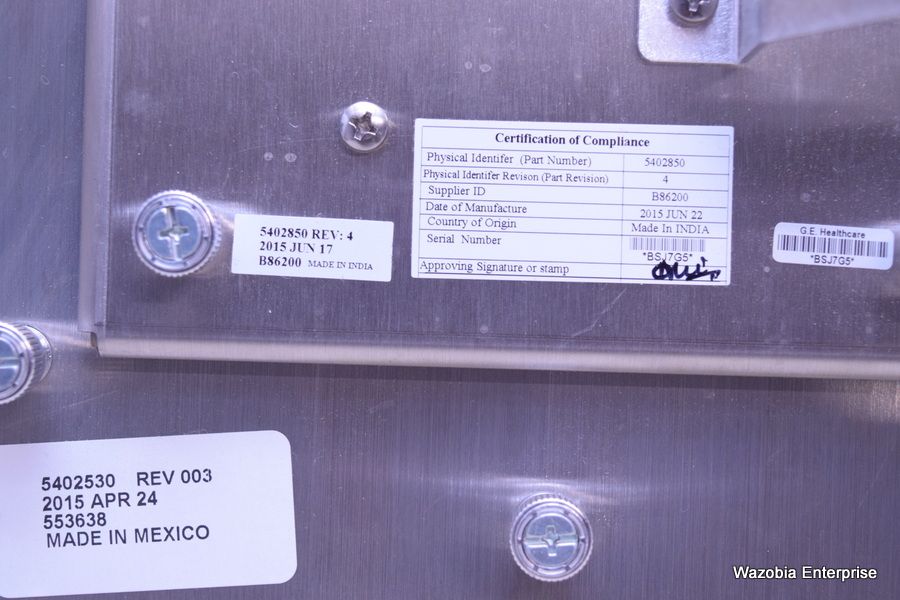 Certification of Compliance
Physical Identifer (Part Number) 5402850
Physical Identifer Revison (Part Revision) 4
Supplier ID B86200
Date of Manufacture 2015 JUN 22
Country of Origin Made In INDIA
Serial Number
*BSJ7G5*
Approving Signature or stamp
5402850 REV: 4
2015 JUN 17
B86200 MADE IN INDIA
G.E. Healthcare
*BSJ7G5*
5402530 REV 003
2015 APR 24
553638
MADE IN MEXICO
Wazobia Enterprise